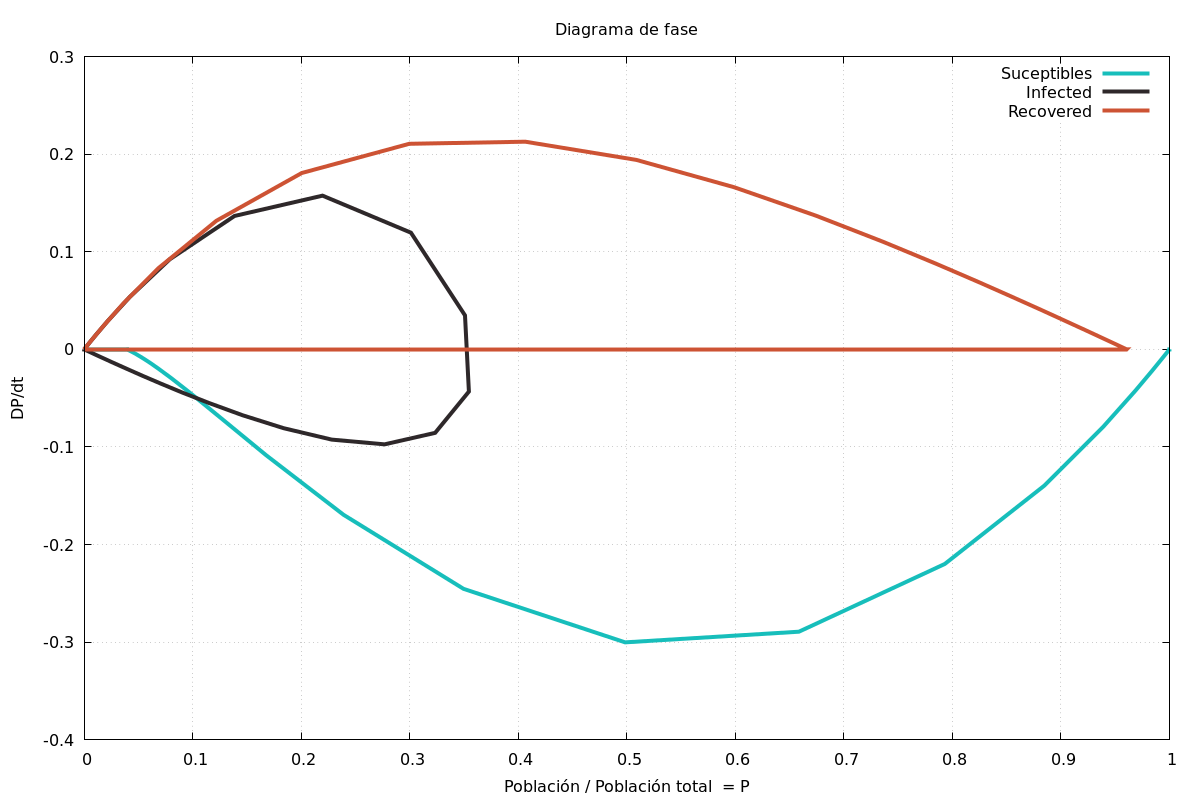 Diagrama de fase
0.3
0.2
0.1
0
-0.1
-0.2
-0.3
-0.4
DP/dt
Suceptibles
Infected
Recovered
0 0.1 0.2 0.3 0.4 0.5 0.6 0.7 0.8 0.9 1
Población / Población total  = P